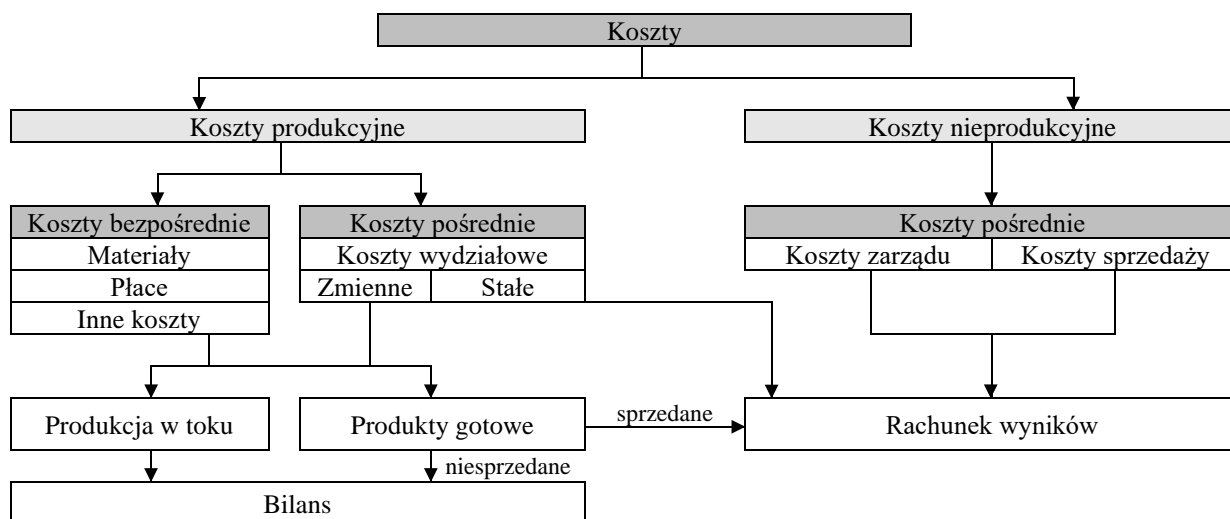 Koszty
Koszty produkcyjne
Koszty nieprodukcyjne
Koszty bezpośrednie
Koszty pośrednie
Koszty pośrednie
Materiały
Koszty wydziałowe
Koszty zarządu
Koszty sprzedaży
Płace
Zmienne
Stałe
Inne koszty
Produkcja w toku
Produkty gotowe
sprzedane
Rachunek wyników
niesprzedane
Bilans